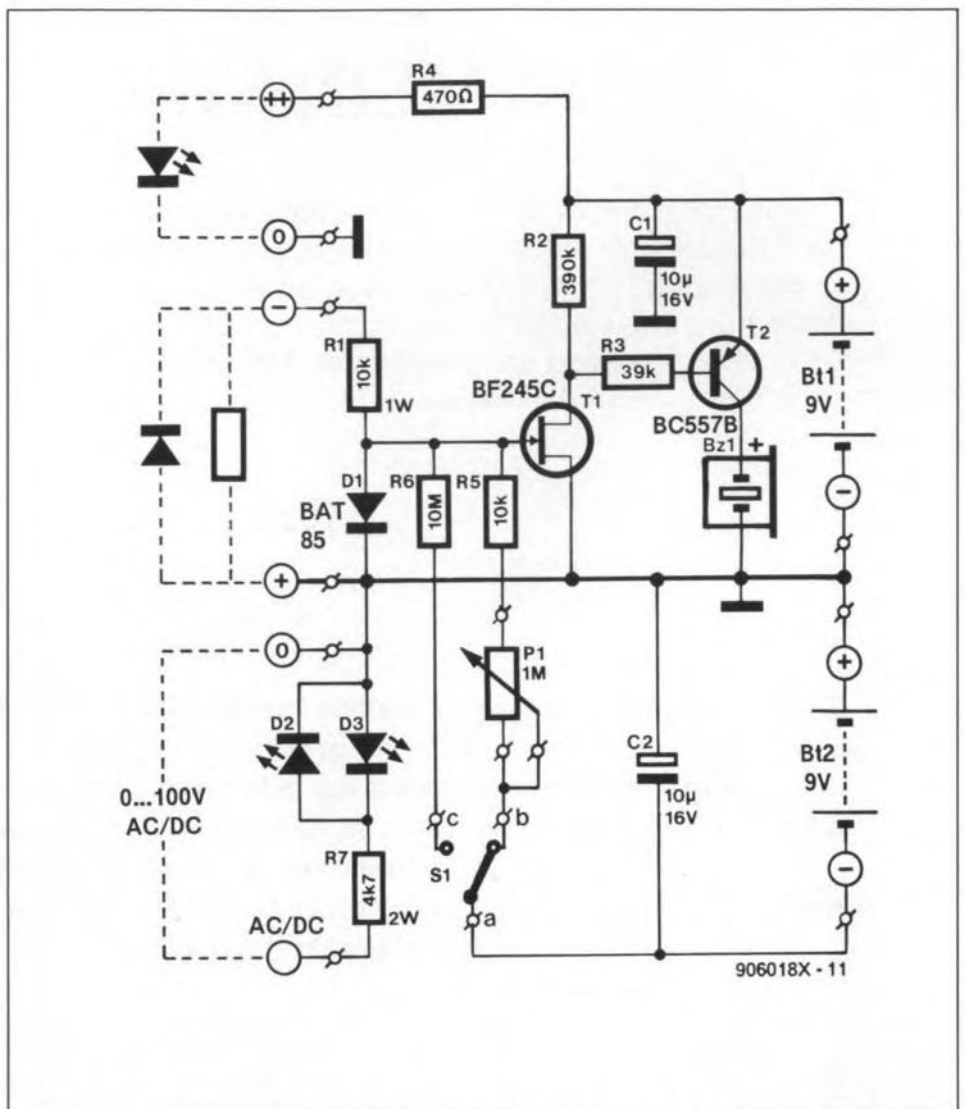 R4
470Ω
++
0
C1
R2
390k
10µ
16V
−
+
T2
R1
10k
1W
R3
39k
BF245C
T1
BC557B
Bt1
9V
Bz1 +
D1
R6
R5
−
BAT
85
10M
10k
+
0
P1
1M
+
D2
D3
C2
10µ
16V
Bt2
9V
0...100V
AC/DC
c
b
R7
4k7
2W
S1
−
AC/DC
a
906018X - 11